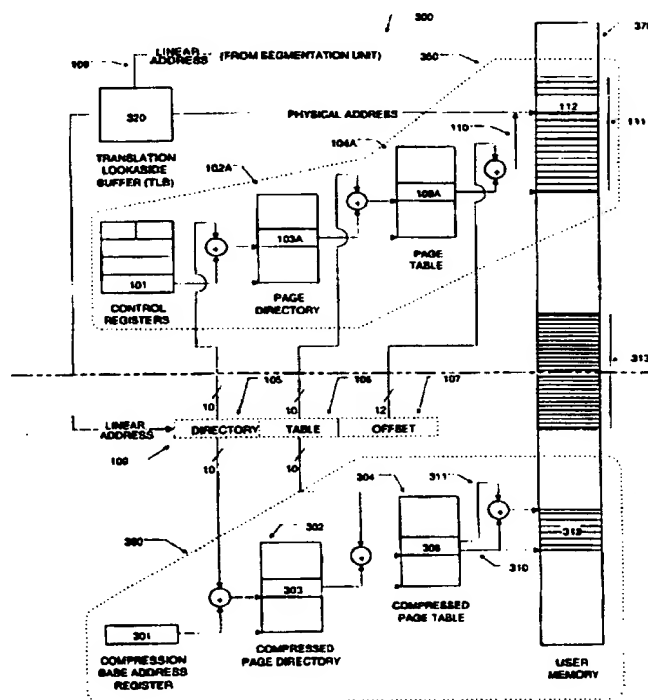 300
370
LINEAR ADDRESS (FROM SEGMENTATION UNIT)
109
350
320
PHYSICAL ADDRESS
112
111
110
TRANSLATION LOOKASIDE BUFFER (TLB)
104A
102A
103A
108A
101
CONTROL REGISTERS
PAGE DIRECTORY
PAGE TABLE
313
105
106
107
10
10
12
LINEAR ADDRESS
DIRECTORY
TABLE
OFFSET
109
10
10
304
311
302
312
306
303
310
301
COMPRESSED PAGE TABLE
COMPRESSION BASE ADDRESS REGISTER
COMPRESSED PAGE DIRECTORY
USER MEMORY